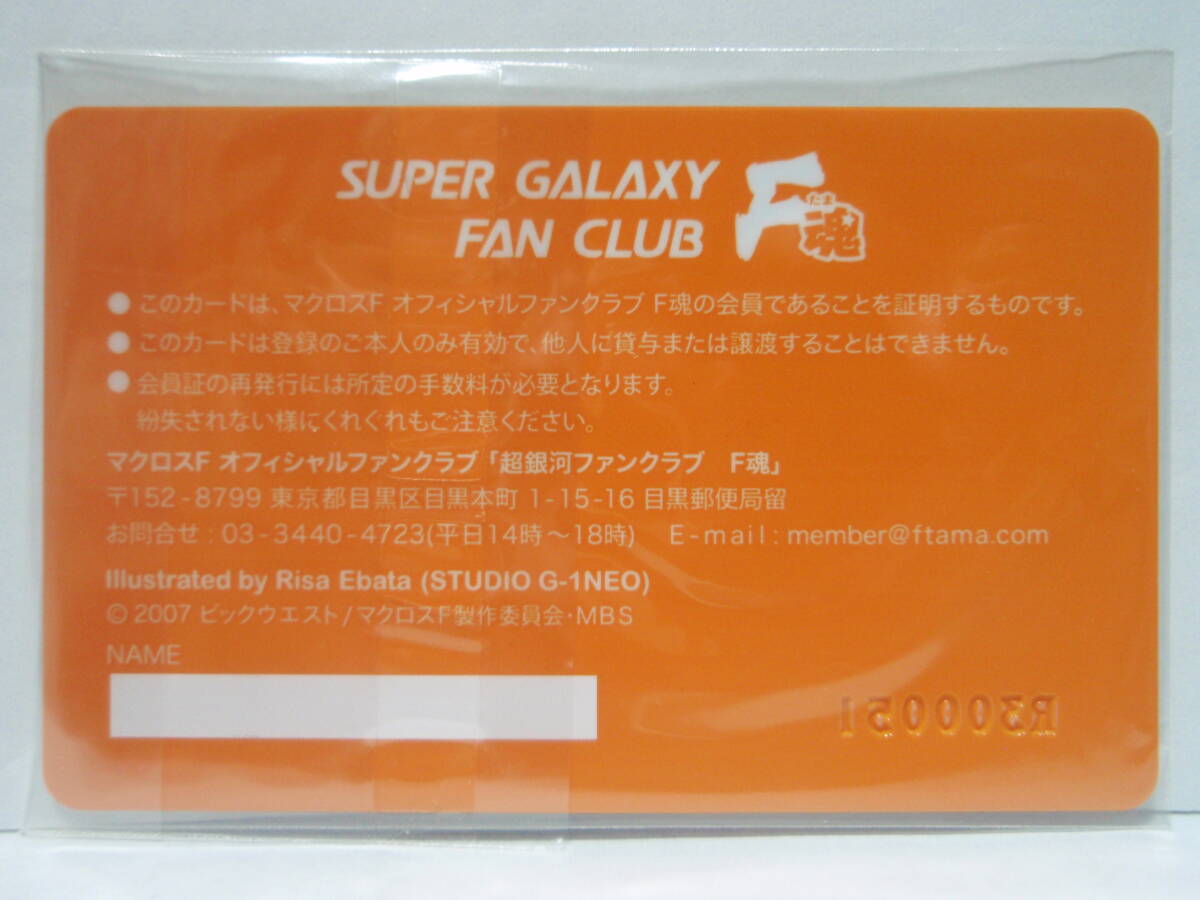 SUPER GALAXY
FAN CLUB F魂
たま
● このカードは、マクロスF オフィシャルファンクラブ F魂の会員であることを証明するものです。
● このカードは登録のご本人のみ有効で、他人に貸与または譲渡することはできません。
● 会員証の再発行には所定の手数料が必要となります。
紛失されない様にくれぐれもご注意ください。
マクロスF オフィシャルファンクラブ「超銀河ファンクラブ　F魂」
〒152-8799 東京都目黒区目黒本町 1-15-16 目黒郵便局留
お問合せ : 03-3440-4723(平日14時〜18時)　E-mail : member@ftama.com
Illustrated by Risa Ebata (STUDIO G-1NEO)
© 2007 ビックウエスト/マクロスF製作委員会・MBS
NAME
R300051